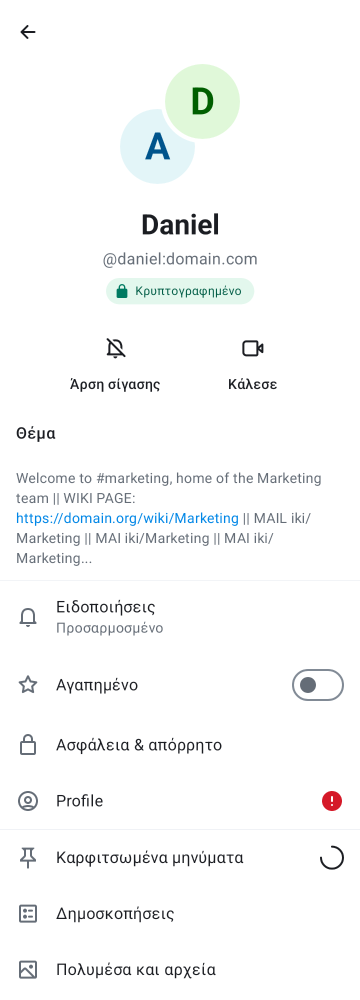 D
A
Daniel
@daniel:domain.com
Κρυπτογραφημένο
Άρση σίγασης
Κάλεσε
Θέμα
Welcome to #marketing, home of the Marketing
team || WIKI PAGE:
https://domain.org/wiki/Marketing || MAIL iki/
Marketing || MAI iki/Marketing || MAI iki/
Marketing...
Ειδοποιήσεις
Προσαρμοσμένο
Αγαπημένο
Ασφάλεια & απόρρητο
Profile
Καρφιτσωμένα μηνύματα
Δημοσκοπήσεις
Πολυμέσα και αρχεία